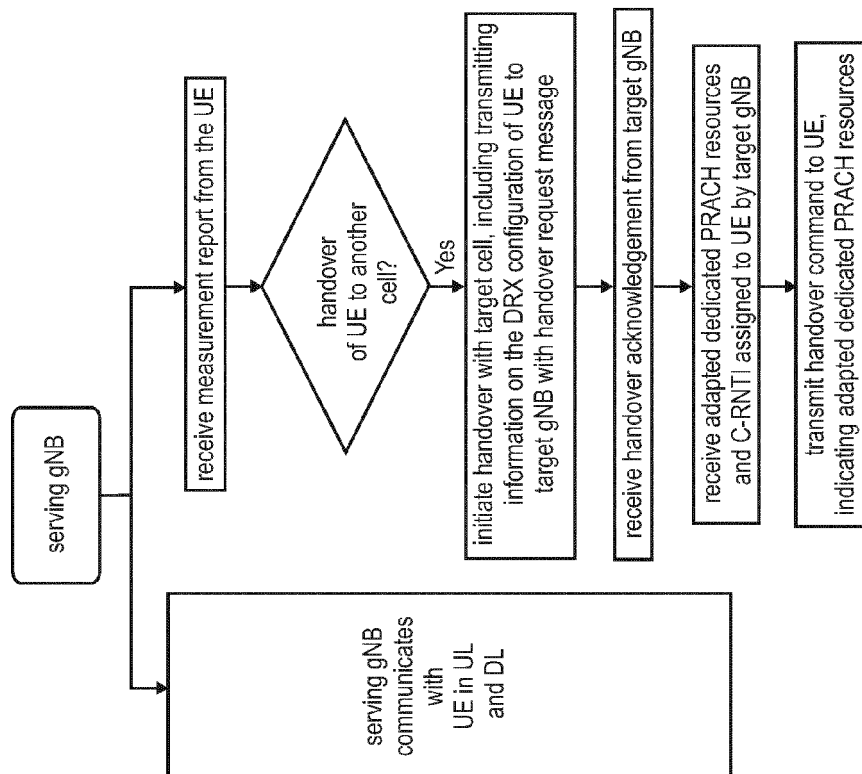 serving gNB
serving gNB
communicates
with
UE in UL
and DL
receive measurement report from the UE
handover
of UE to another
cell?
Yes
initiate handover with target cell, including transmitting
information on the DRX configuration of UE to
target gNB with handover request message
receive handover acknowledgement from target gNB
receive adapted dedicated PRACH resources
and C-RNTI assigned to UE by target gNB
transmit handover command to UE,
indicating adapted dedicated PRACH resources